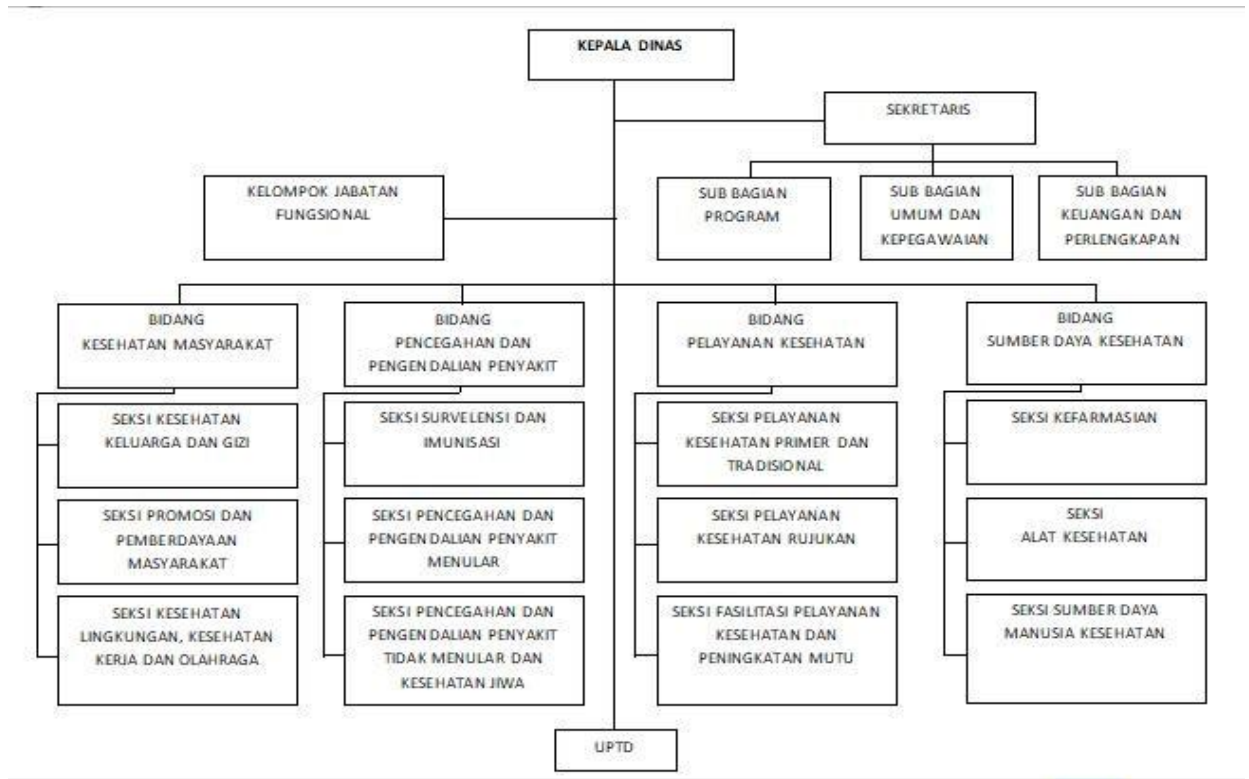 KEPALA DINAS
SEKRETARIS
KELOMPOK JABATAN
FUNGSIONAL
SUB BAGIAN
PROGRAM
SUB BAGIAN
UMUM DAN
KEPEGAWAIAN
SUB BAGIAN
KEUANGAN DAN
PERLENGKAPAN
BIDANG
KESEHATAN MASYARAKAT
BIDANG
PENCEGAHAN DAN
PENGENDALIAN PENYAKIT
BIDANG
PELAYANAN KESEHATAN
BIDANG
SUMBER DAYA KESEHATAN
SEKSI KESEHATAN
KELUARGA DAN GIZI
SEKSI SURVELENSI DAN
IMUNISASI
SEKSI PELAYANAN
KESEHATAN PRIMER DAN
TRADISIONAL
SEKSI KEFARMASIAN
SEKSI PROMOSI DAN
PEMBERDAYAAN
MASYARAKAT
SEKSI PENCEGAHAN DAN
PENGENDALIAN PENYAKIT
MENULAR
SEKSI PELAYANAN
KESEHATAN RUJUKAN
SEKSI
ALAT KESEHATAN
SEKSI KESEHATAN
LINGKUNGAN, KESEHATAN
KERJA DAN OLAHRAGA
SEKSI PENCEGAHAN DAN
PENGENDALIAN PENYAKIT
TIDAK MENULAR DAN
KESEHATAN JIWA
SEKSI FASILITASI PELAYANAN
KESEHATAN DAN
PENINGKATAN MUTU
SEKSI SUMBER DAYA
MANUSIA KESEHATAN
UPTD